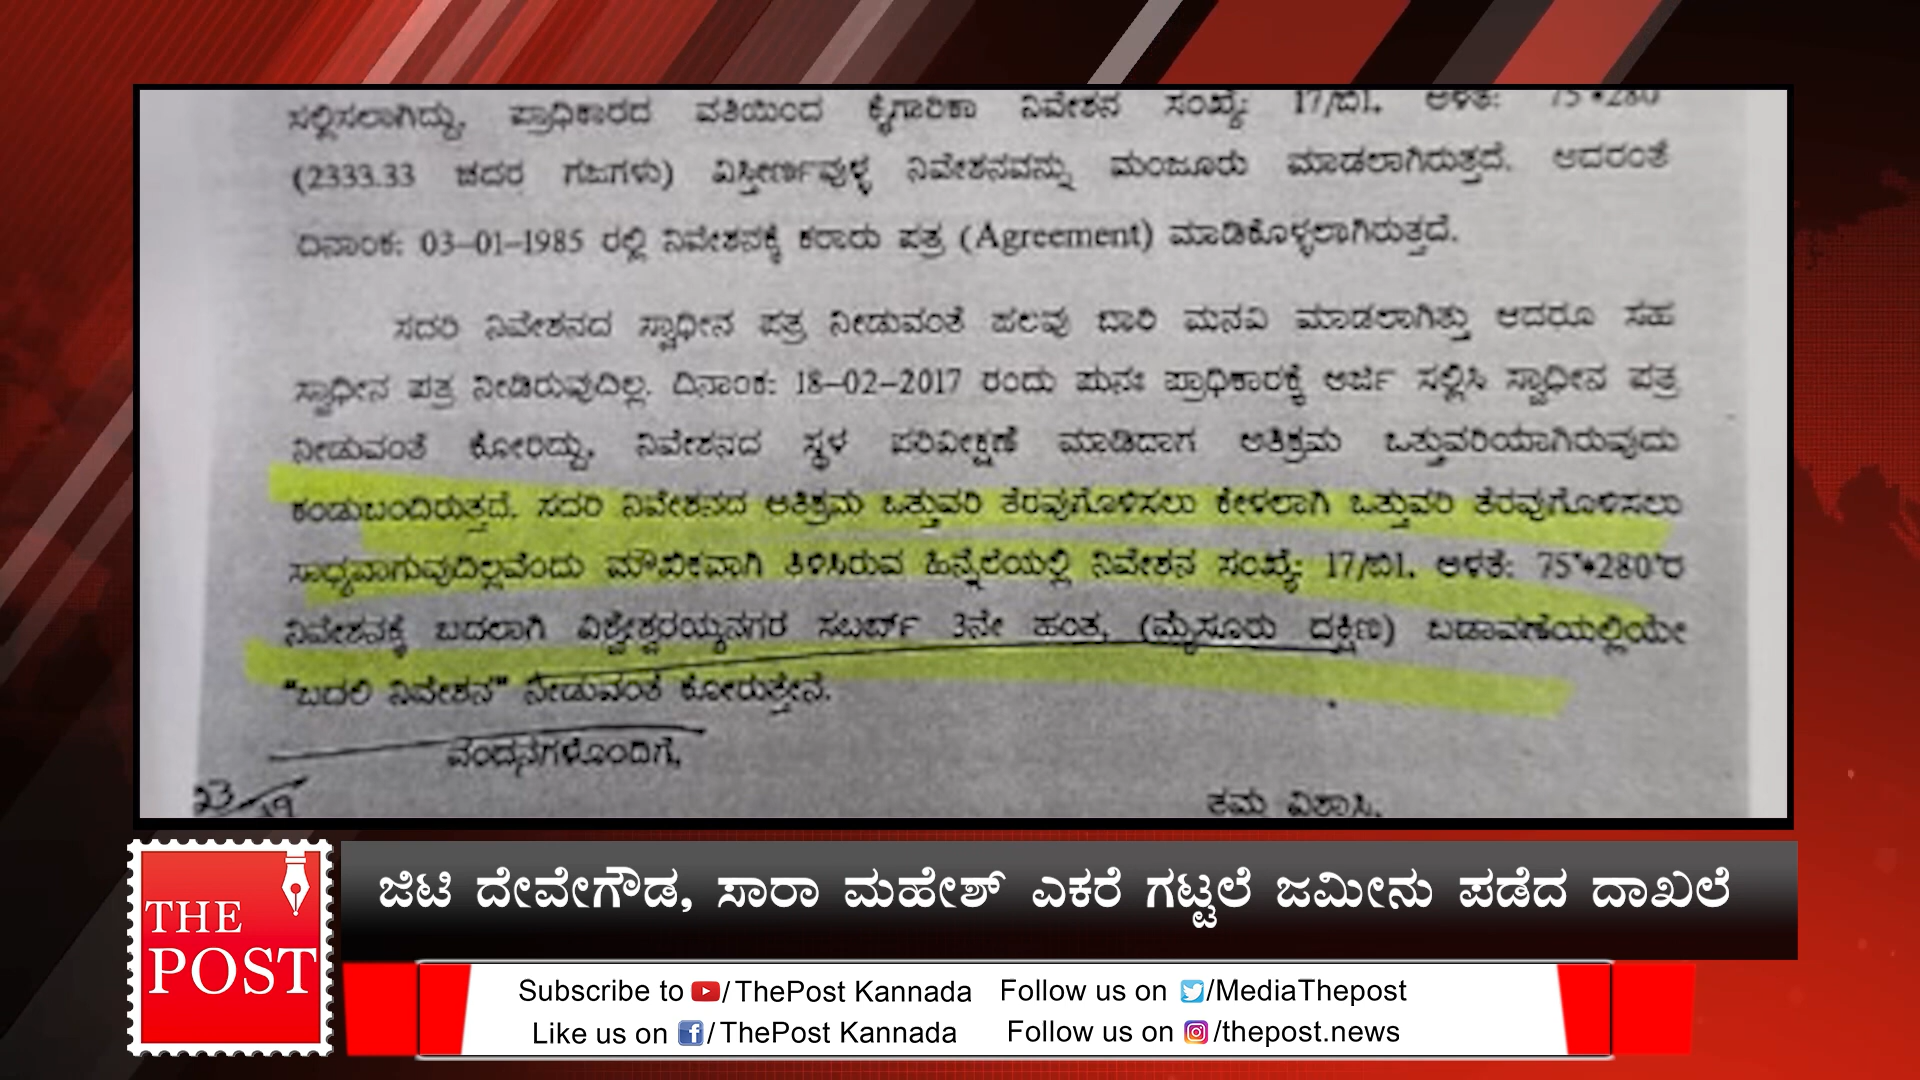 ಸಲ್ಲಿಸಲಾಗಿದ್ದು, ಪ್ರಾಧಿಕಾರದ ವತಿಯಿಂದ ಕೈಗಾರಿಕಾ ನಿವೇಶನ ಸಂಖ್ಯೆ: 17/ಬಿ1, ಅಳತೆ: 75'*280'
(2333.33 ಚದರ ಗಜಗಳು) ವಿಸ್ತೀರ್ಣವುಳ್ಳ ನಿವೇಶನವನ್ನು ಮಂಜೂರು ಮಾಡಲಾಗಿರುತ್ತದೆ. ಅದರಂತೆ
ದಿನಾಂಕ: 03-01-1985 ರಲ್ಲಿ ನಿವೇಶನಕ್ಕೆ ಕರಾರು ಪತ್ರ (Agreement) ಮಾಡಿಕೊಳ್ಳಲಾಗಿರುತ್ತದೆ.
ಸದರಿ ನಿವೇಶನದ ಸ್ವಾಧೀನ ಪತ್ರ ನೀಡುವಂತೆ ಹಲವು ಬಾರಿ ಮನವಿ ಮಾಡಲಾಗಿತ್ತು ಆದರೂ ಸಹ
ಸ್ವಾಧೀನ ಪತ್ರ ನೀಡಿರುವುದಿಲ್ಲ. ದಿನಾಂಕ: 18-02-2017 ರಂದು ಪುನಃ ಪ್ರಾಧಿಕಾರಕ್ಕೆ ಅರ್ಜಿ ಸಲ್ಲಿಸಿ ಸ್ವಾಧೀನ ಪತ್ರ
ನೀಡುವಂತೆ ಕೋರಿದ್ದು, ನಿವೇಶನದ ಸ್ಥಳ ಪರಿವೀಕ್ಷಣೆ ಮಾಡಿದಾಗ ಅತಿಕ್ರಮ ಒತ್ತುವರಿಯಾಗಿರುವುದು
ಕಂಡುಬಂದಿರುತ್ತದೆ. ಸದರಿ ನಿವೇಶನದ ಅತಿಕ್ರಮ ಒತ್ತುವರಿ ತೆರವುಗೊಳಿಸಲು ಕೇಳಲಾಗಿ ಒತ್ತುವರಿ ತೆರವುಗೊಳಿಸಲು
ಸಾಧ್ಯವಾಗುವುದಿಲ್ಲವೆಂದು ಮೌಖಿಕವಾಗಿ ತಿಳಿಸಿರುವ ಹಿನ್ನೆಲೆಯಲ್ಲಿ ನಿವೇಶನ ಸಂಖ್ಯೆ: 17/ಬಿ1, ಅಳತೆ: 75'*280'ರ
ನಿವೇಶನಕ್ಕೆ ಬದಲಾಗಿ ವಿಶ್ವೇಶ್ವರಯ್ಯನಗರ ಸಬರ್ಬ್ 3ನೇ ಹಂತ, (ಮೈಸೂರು ದಕ್ಷಿಣ) ಬಡಾವಣೆಯಲ್ಲಿಯೇ
"ಬದಲಿ ನಿವೇಶನ" ನೀಡುವಂತೆ ಕೋರುತ್ತೇನೆ.
ವಂದನೆಗಳೊಂದಿಗೆ,
ತಮ್ಮ ವಿಶ್ವಾಸಿ,
THE
POST
ಜಿಟಿ ದೇವೇಗೌಡ, ಸಾರಾ ಮಹೇಶ್ ಎಕರೆ ಗಟ್ಟಲೆ ಜಮೀನು ಪಡೆದ ದಾಖಲೆ
Subscribe to /ThePost Kannada Follow us on /MediaThepost
Like us on /ThePost Kannada Follow us on /thepost.news